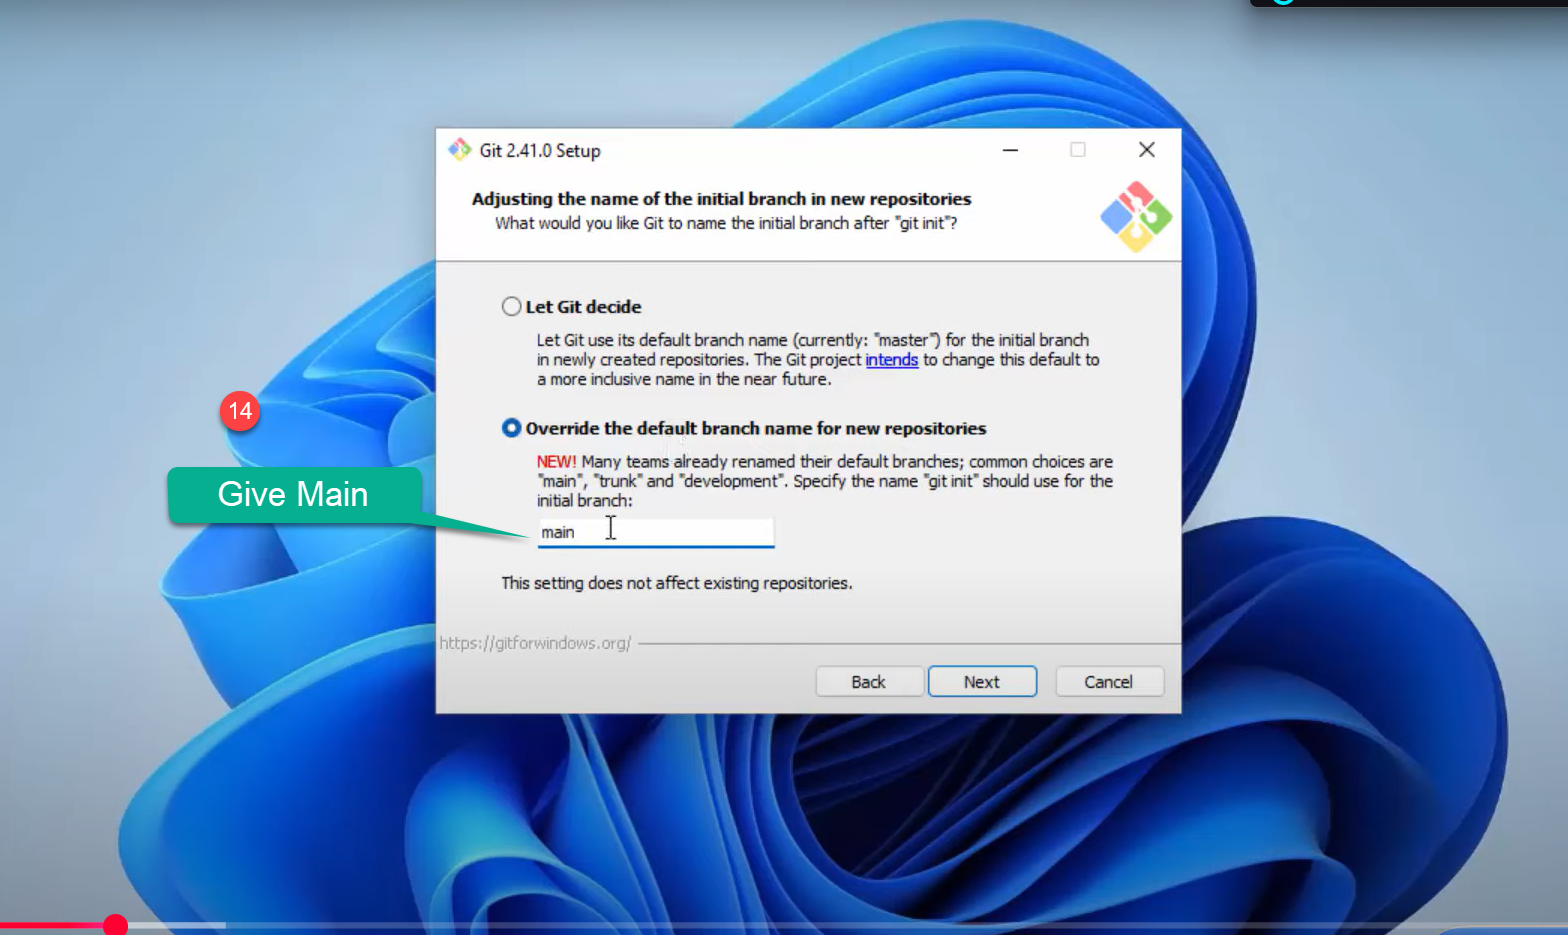 Git 2.41.0 Setup
Adjusting the name of the initial branch in new repositories
What would you like Git to name the initial branch after "git init"?
Let Git decide
Let Git use its default branch name (currently: "master") for the initial branch
in newly created repositories. The Git project intends to change this default to
a more inclusive name in the near future.
14
Override the default branch name for new repositories
NEW! Many teams already renamed their default branches; common choices are
"main", "trunk" and "development". Specify the name "git init" should use for the
initial branch:
Give Main
main
This setting does not affect existing repositories.
https://gitforwindows.org/
Back
Next
Cancel